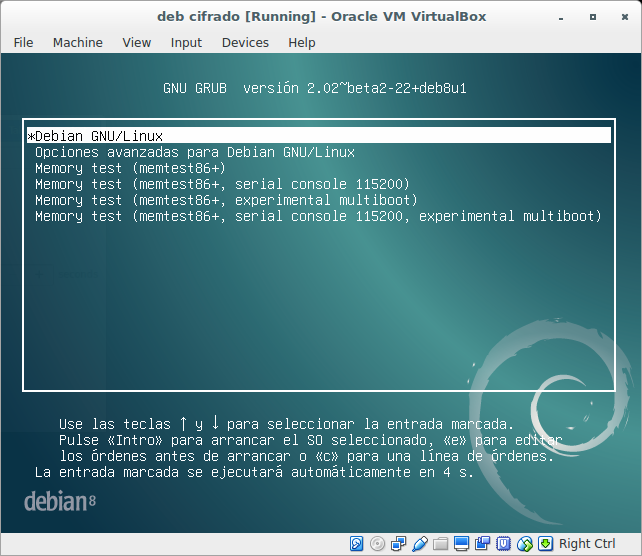 deb cifrado [Running] - Oracle VM VirtualBox
File Machine View Input Devices Help
GNU GRUB versión 2.02~beta2-22+deb8u1
*Debian GNU/Linux
Opciones avanzadas para Debian GNU/Linux
Memory test (memtest86+)
Memory test (memtest86+, serial console 115200)
Memory test (memtest86+, experimental multiboot)
Memory test (memtest86+, serial console 115200, experimental multiboot)
Use las teclas ↑ y ↓ para seleccionar la entrada marcada.
Pulse «Intro» para arrancar el SO seleccionado, «e» para editar
los órdenes antes de arrancar o «c» para una línea de órdenes.
La entrada marcada se ejecutará automáticamente en 4 s.
debian 8
Right Ctrl